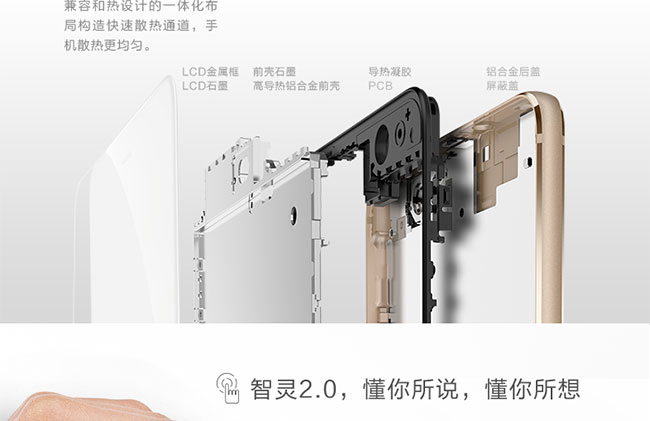 兼容和热设计的一体化布
局构造快速散热通道，手
机散热更均匀。
LCD金属框 前壳石墨 导热凝胶 铝合金后盖
LCD石墨 高导热铝合金前壳 PCB 屏蔽盖
智灵2.0，懂你所说，懂你所想